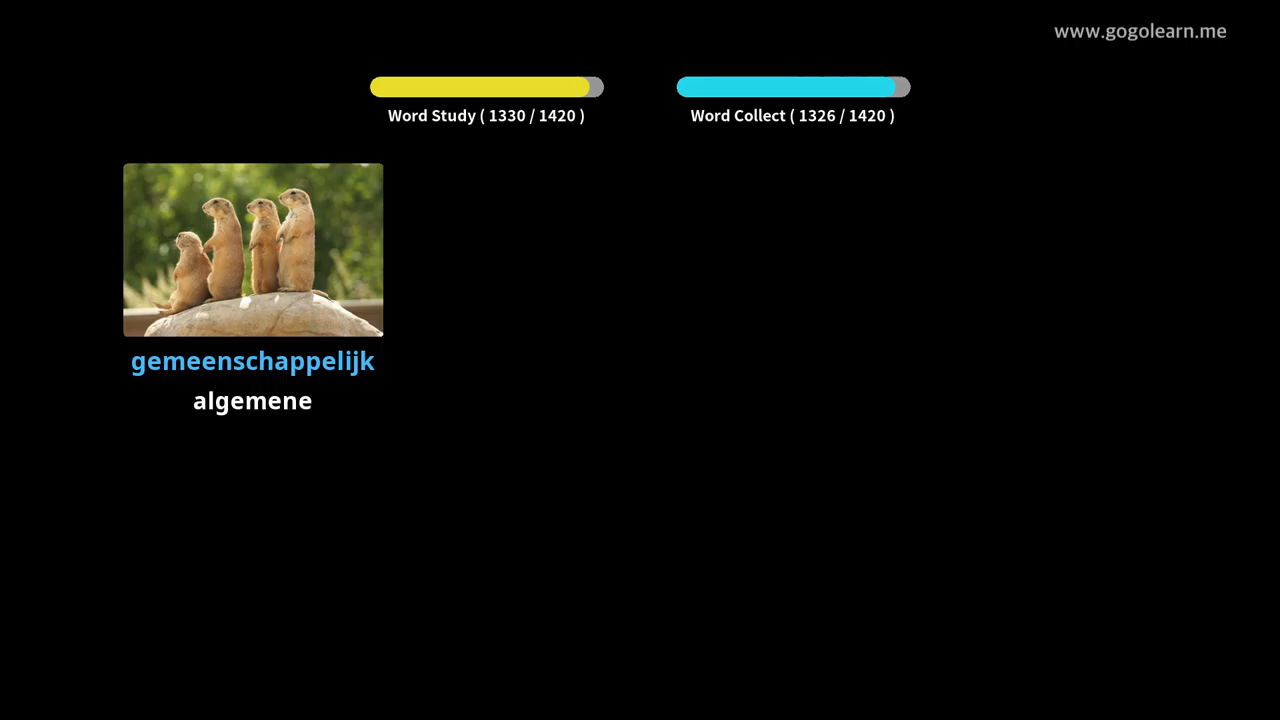 www.gogolearn.me
Word Study ( 1330 / 1420 )
Word Collect ( 1326 / 1420 )
gemeenschappelijk
algemene